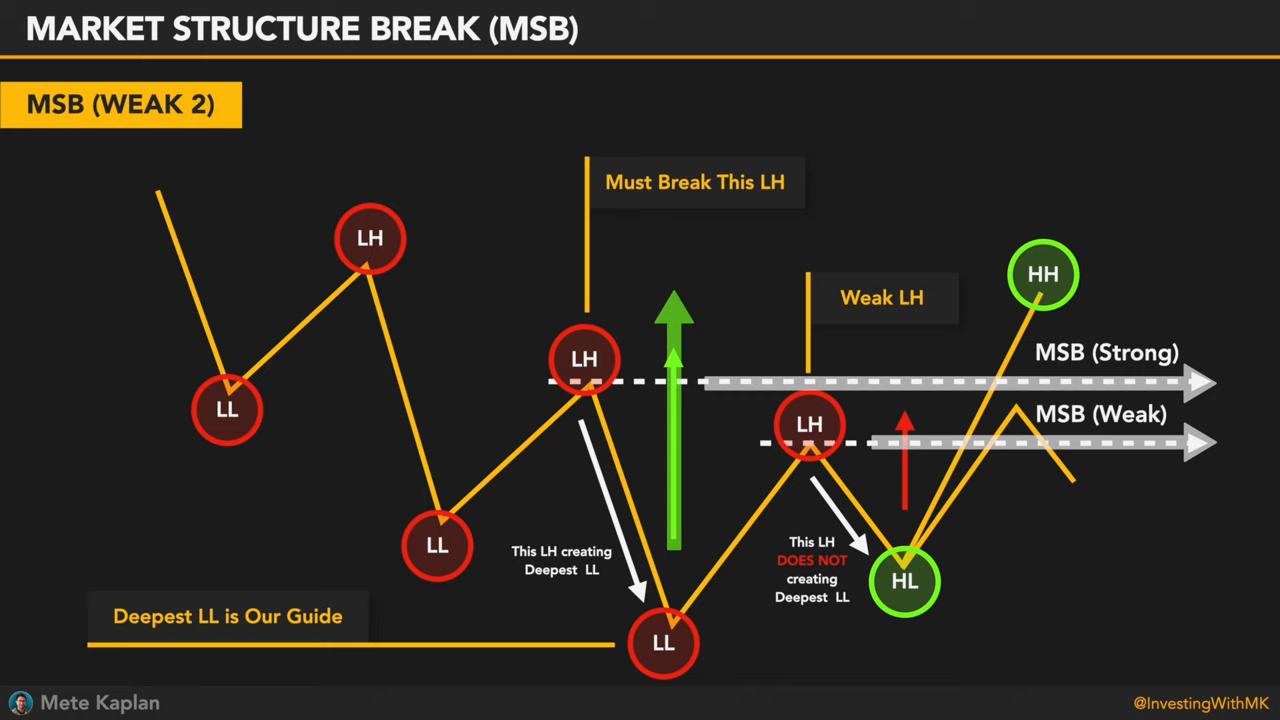 MARKET STRUCTURE BREAK (MSB)
MSB (WEAK 2)
Must Break This LH
LH
HH
Weak LH
MSB (Strong)
LH
LL
MSB (Weak)
LH
LL
This LH creating
Deepest LL
This LH
DOES NOT
creating
Deepest LL
HL
Deepest LL is Our Guide
LL
Mete Kaplan
@InvestingWithMK